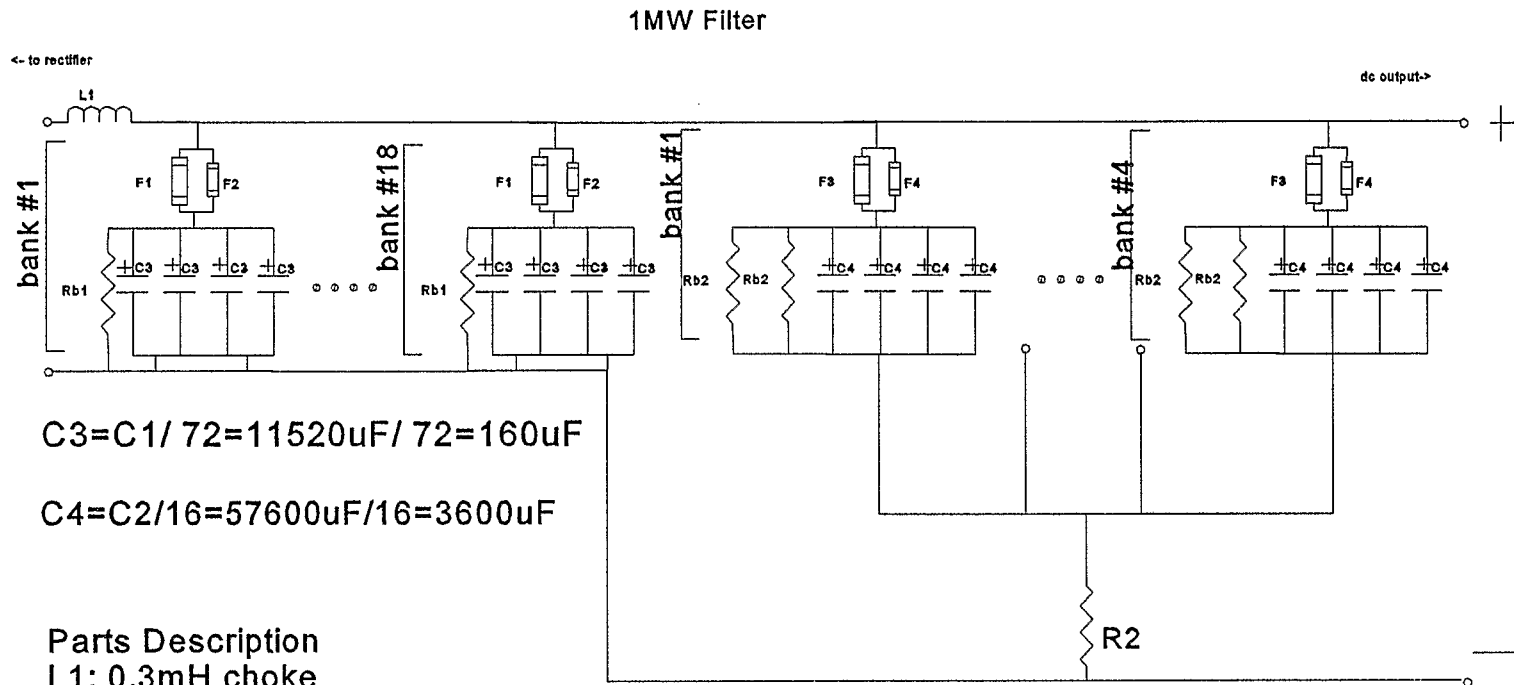 1MW Filter
<- to rectifier
dc output->
L1
+
bank #1
F1 F2
bank #18
F1 F2
bank #1
F3 F4
bank #4
F3 F4
Rb1 +C3 +C3 +C3 +C3
Rb1 +C3 +C3 +C3 +C3
Rb2 Rb2 +C4 +C4 +C4 +C4
Rb2 Rb2 +C4 +C4 +C4 +C4
C3=C1/ 72=11520uF/ 72=160uF
C4=C2/16=57600uF/16=3600uF
R2
Parts Description
L1: 0.3mH choke